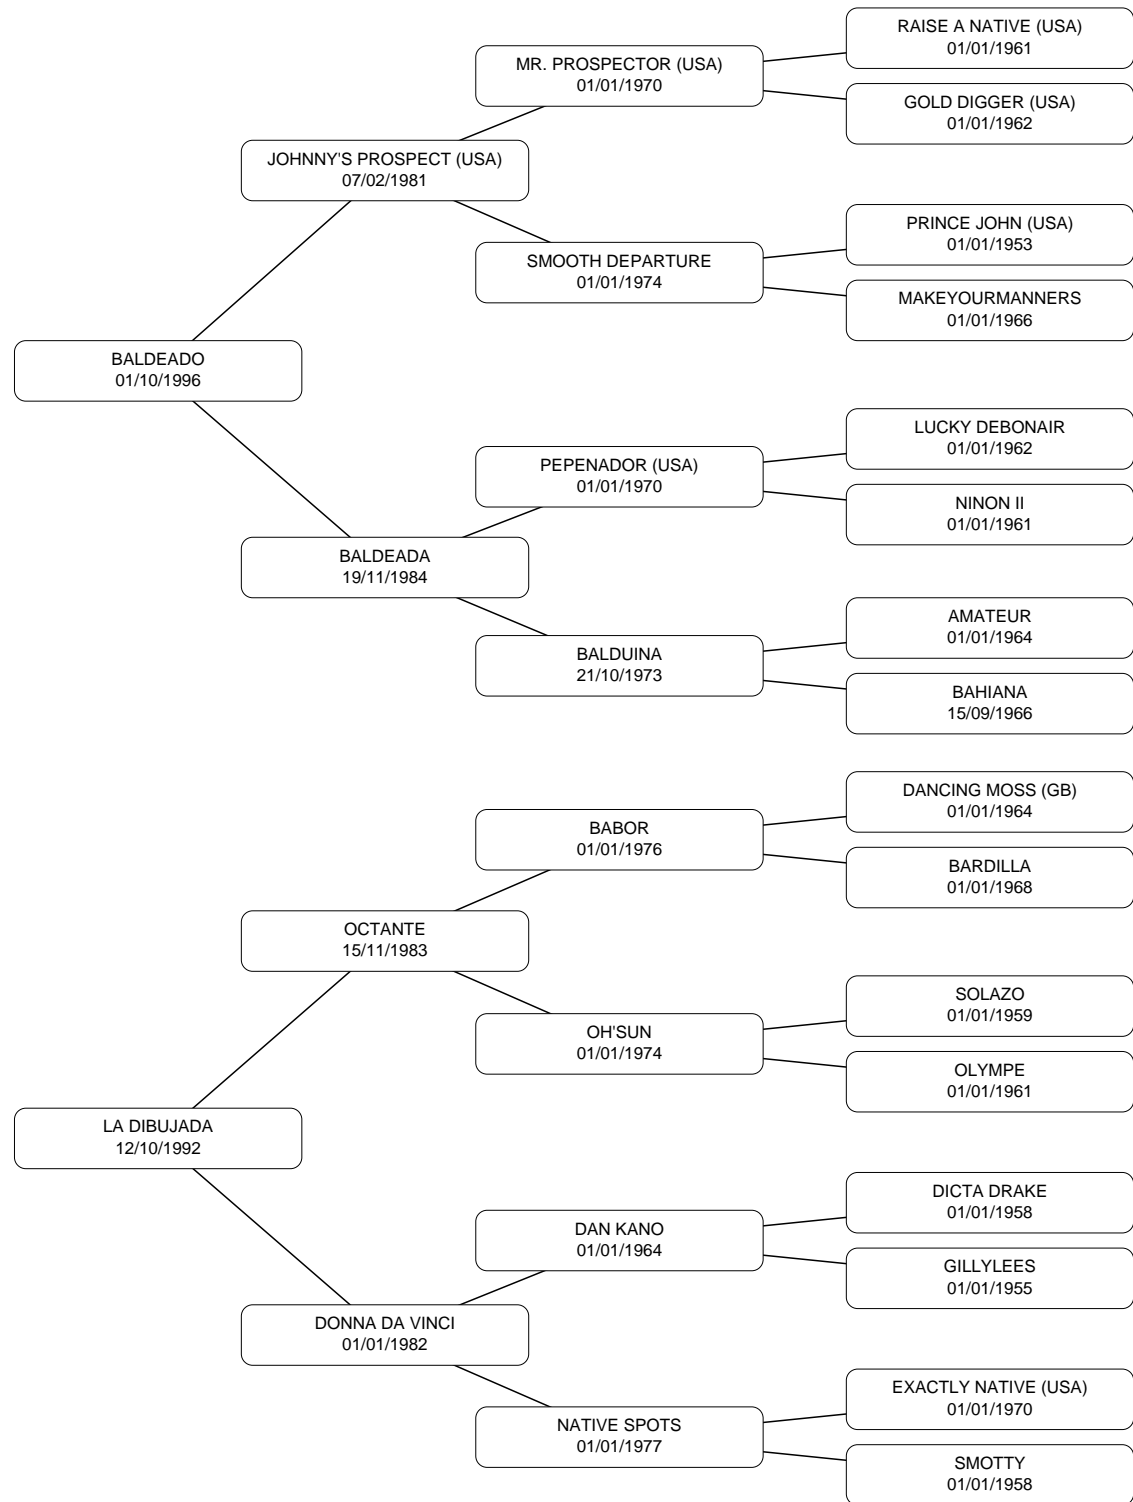 RAISE A NATIVE (USA)
01/01/1961
MR. PROSPECTOR (USA)
01/01/1970
GOLD DIGGER (USA)
01/01/1962
JOHNNY'S PROSPECT (USA)
07/02/1981
PRINCE JOHN (USA)
01/01/1953
SMOOTH DEPARTURE
01/01/1974
MAKEYOURMANNERS
01/01/1966
BALDEADO
01/10/1996
LUCKY DEBONAIR
01/01/1962
PEPENADOR (USA)
01/01/1970
NINON II
01/01/1961
BALDEADA
19/11/1984
AMATEUR
01/01/1964
BALDUINA
21/10/1973
BAHIANA
15/09/1966
DANCING MOSS (GB)
01/01/1964
BABOR
01/01/1976
BARDILLA
01/01/1968
OCTANTE
15/11/1983
SOLAZO
01/01/1959
OH'SUN
01/01/1974
OLYMPE
01/01/1961
LA DIBUJADA
12/10/1992
DICTA DRAKE
01/01/1958
DAN KANO
01/01/1964
GILLYLEES
01/01/1955
DONNA DA VINCI
01/01/1982
EXACTLY NATIVE (USA)
01/01/1970
NATIVE SPOTS
01/01/1977
SMOTTY
01/01/1958